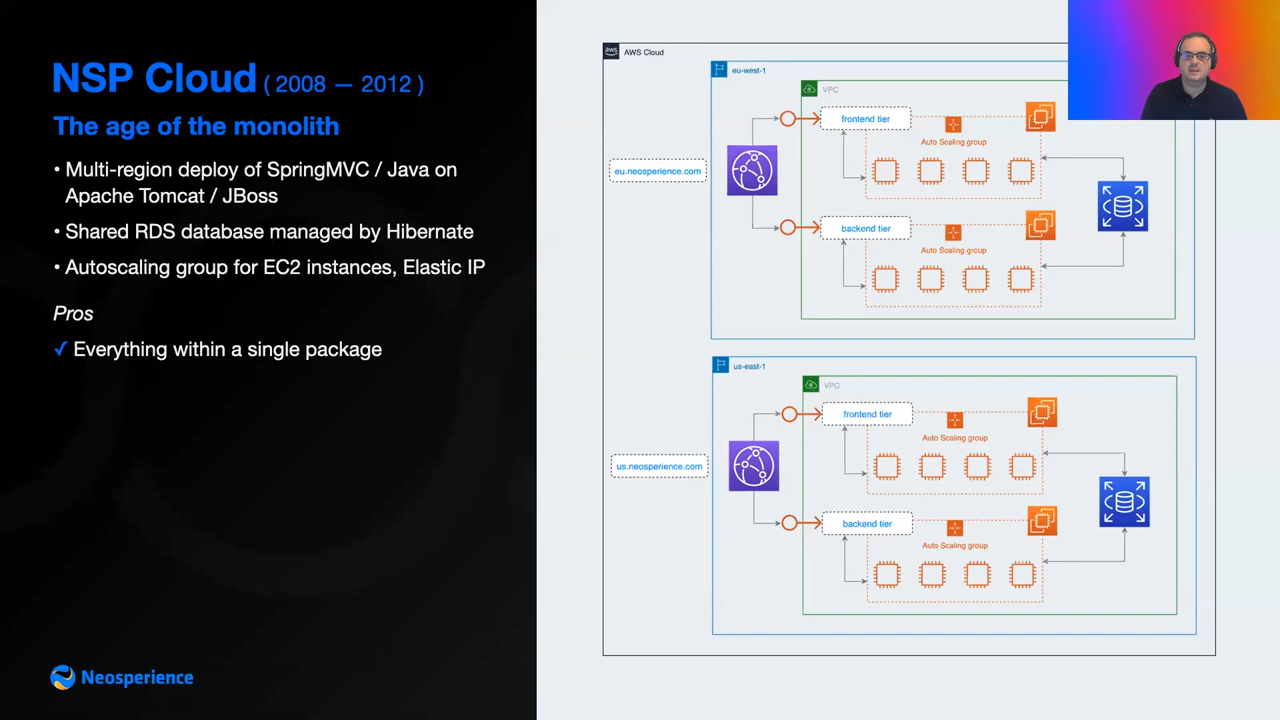 NSP Cloud ( 2008 — 2012 )
The age of the monolith
• Multi-region deploy of SpringMVC / Java on
Apache Tomcat / JBoss
• Shared RDS database managed by Hibernate
• Autoscaling group for EC2 instances, Elastic IP
Pros
✓ Everything within a single package
Neosperience
aws
AWS Cloud
eu-west-1
VPC
frontend tier
Auto Scaling group
eu.neosperience.com
backend tier
Auto Scaling group
us-east-1
VPC
frontend tier
Auto Scaling group
us.neosperience.com
backend tier
Auto Scaling group